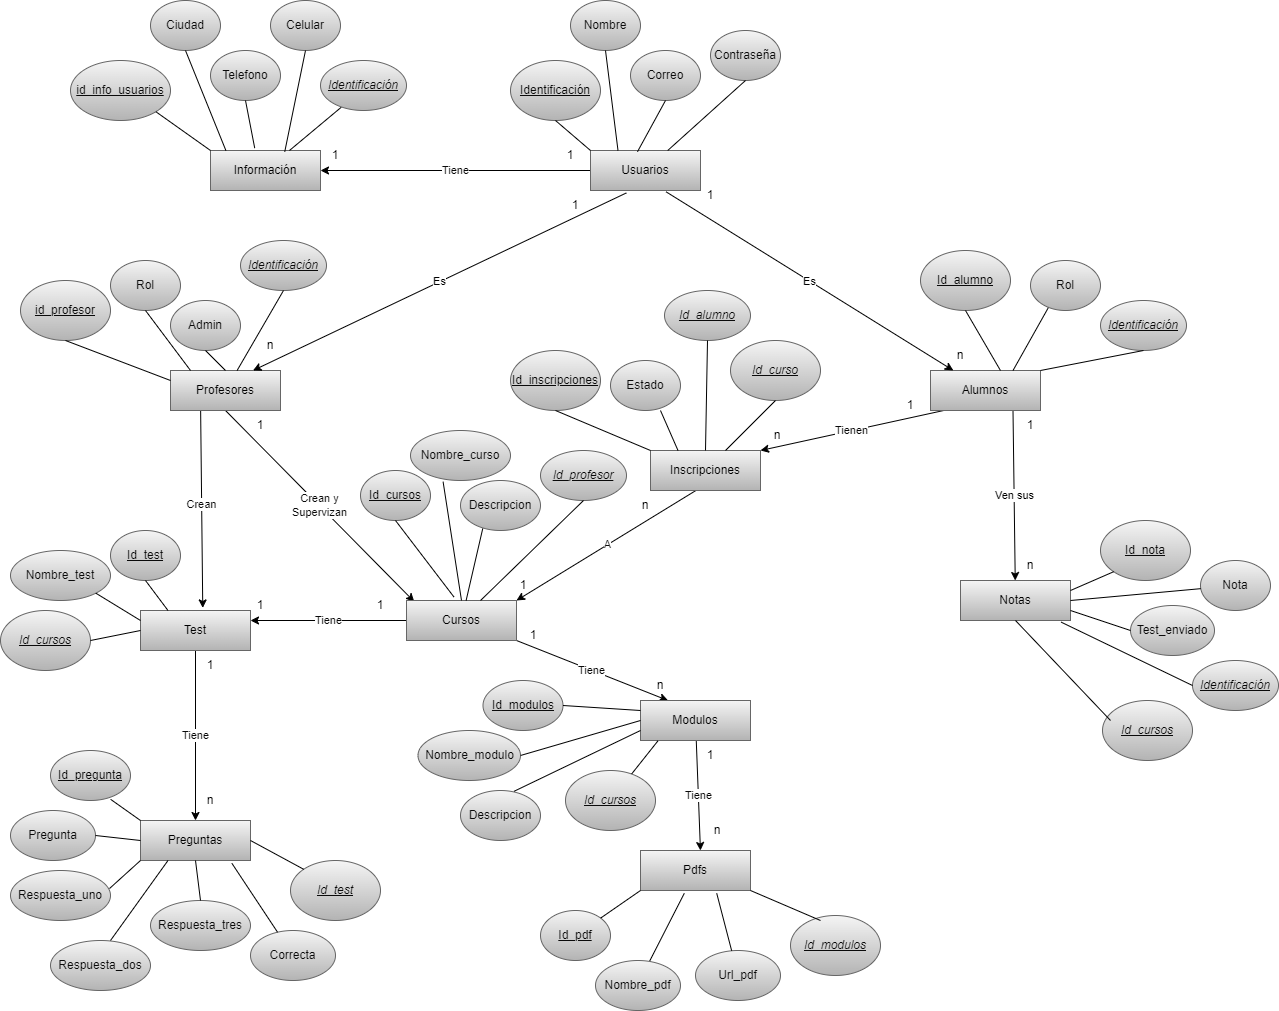 Ciudad
Celular
Nombre
Contraseña
Telefono
Correo
id_info_usuarios
Identificación
Identificación
1
1
Información
Tiene
Usuarios
1
1
Identificación
Es
Es
id_profesor
Rol
Admin
Id_alumno
Rol
Identificación
Id_alumno
n
n
Id_curso
Id_inscripciones
Estado
Profesores
Alumnos
1
1
1
Tienen
n
Nombre_curso
Inscripciones
Id_profesor
Id_cursos
Descripcion
Crean
Crean y
Supervizan
n
Ven sus
A
Id_test
Nombre_test
Id_nota
n
1
Nota
1
1
Notas
Id_cursos
Test
Tiene
Cursos
Test_enviado
1
1
Tiene
n
Identificación
Id_modulos
Modulos
Id_cursos
Tiene
Nombre_modulo
1
Id_pregunta
Tiene
n
Id_cursos
Descripcion
n
Pregunta
Preguntas
Pdfs
Respuesta_uno
Id_test
Respuesta_tres
Id_pdf
Id_modulos
Respuesta_dos
Correcta
Nombre_pdf
Url_pdf